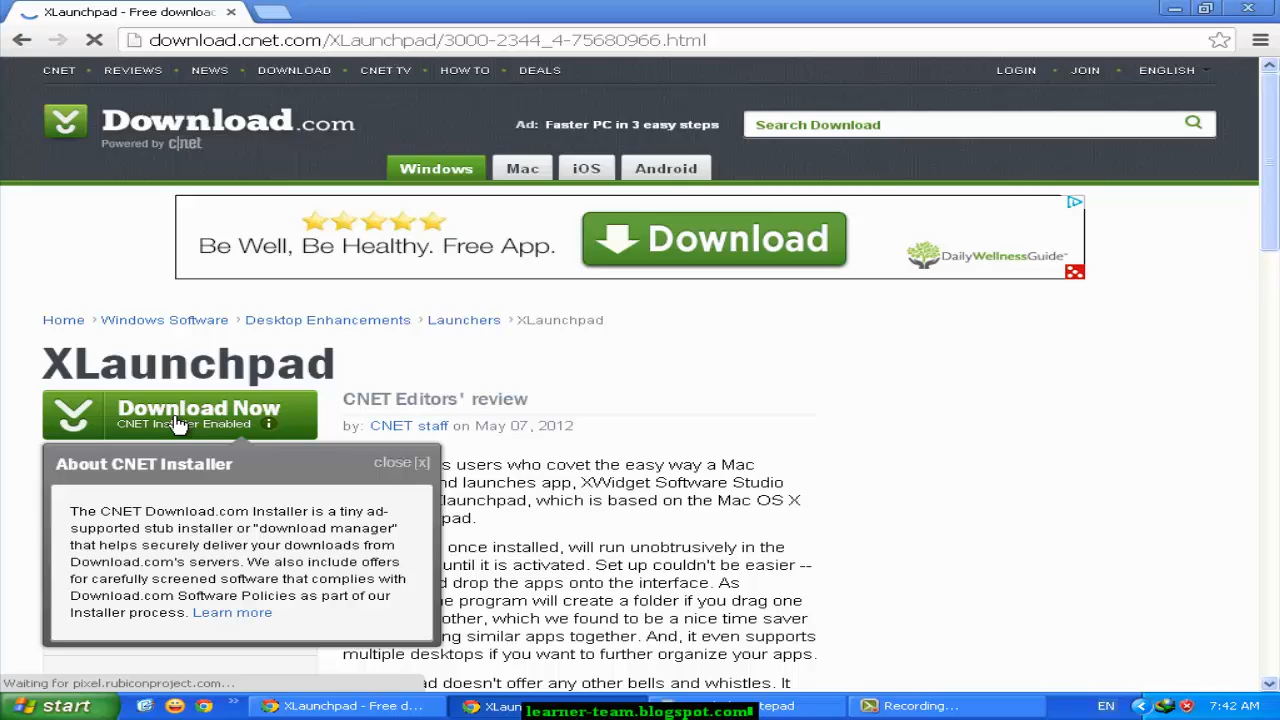 XLaunchpad - Free downloa
download.cnet.com/XLaunchpad/3000-2344_4-75680966.html
CNET REVIEWS NEWS DOWNLOAD CNET TV HOW TO DEALS LOGIN JOIN ENGLISH
Download.com
Powered by c|net
Ad: Faster PC in 3 easy steps
Search Download
Windows Mac iOS Android
Be Well, Be Healthy. Free App.
Download
DailyWellnessGuide
Home Windows Software Desktop Enhancements Launchers XLaunchpad
XLaunchpad
Download Now
CNET Enabled
CNET Editors' review
by: CNET staff on May 07, 2012
About CNET Installer
close [x]
The CNET Download.com Installer is a tiny ad-
supported stub installer or "download manager"
that helps securely deliver your downloads from
Download.com's servers. We also include offers
for carefully screened software that complies with
Download.com Software Policies as part of our
Installer process. Learn more
s users who covet the easy way a Mac
nd launches app, XWidget Software Studio
launchpad, which is based on the Mac OS X
pad.
once installed, will run unobtrusively in the
until it is activated. Set up couldn't be easier --
d drop the apps onto the interface. As
e program will create a folder if you drag one
other, which we found to be a nice time saver
ng similar apps together. And, it even supports
multiple desktops if you want to further organize your apps.
ad doesn't offer any other bells and whistles. It
Waiting for pixel.rubiconproject.com...
start
XLaunchpad - Free d...
XLau
tepad
Recording...
EN
7:42 AM
learner-team.blogspot.com